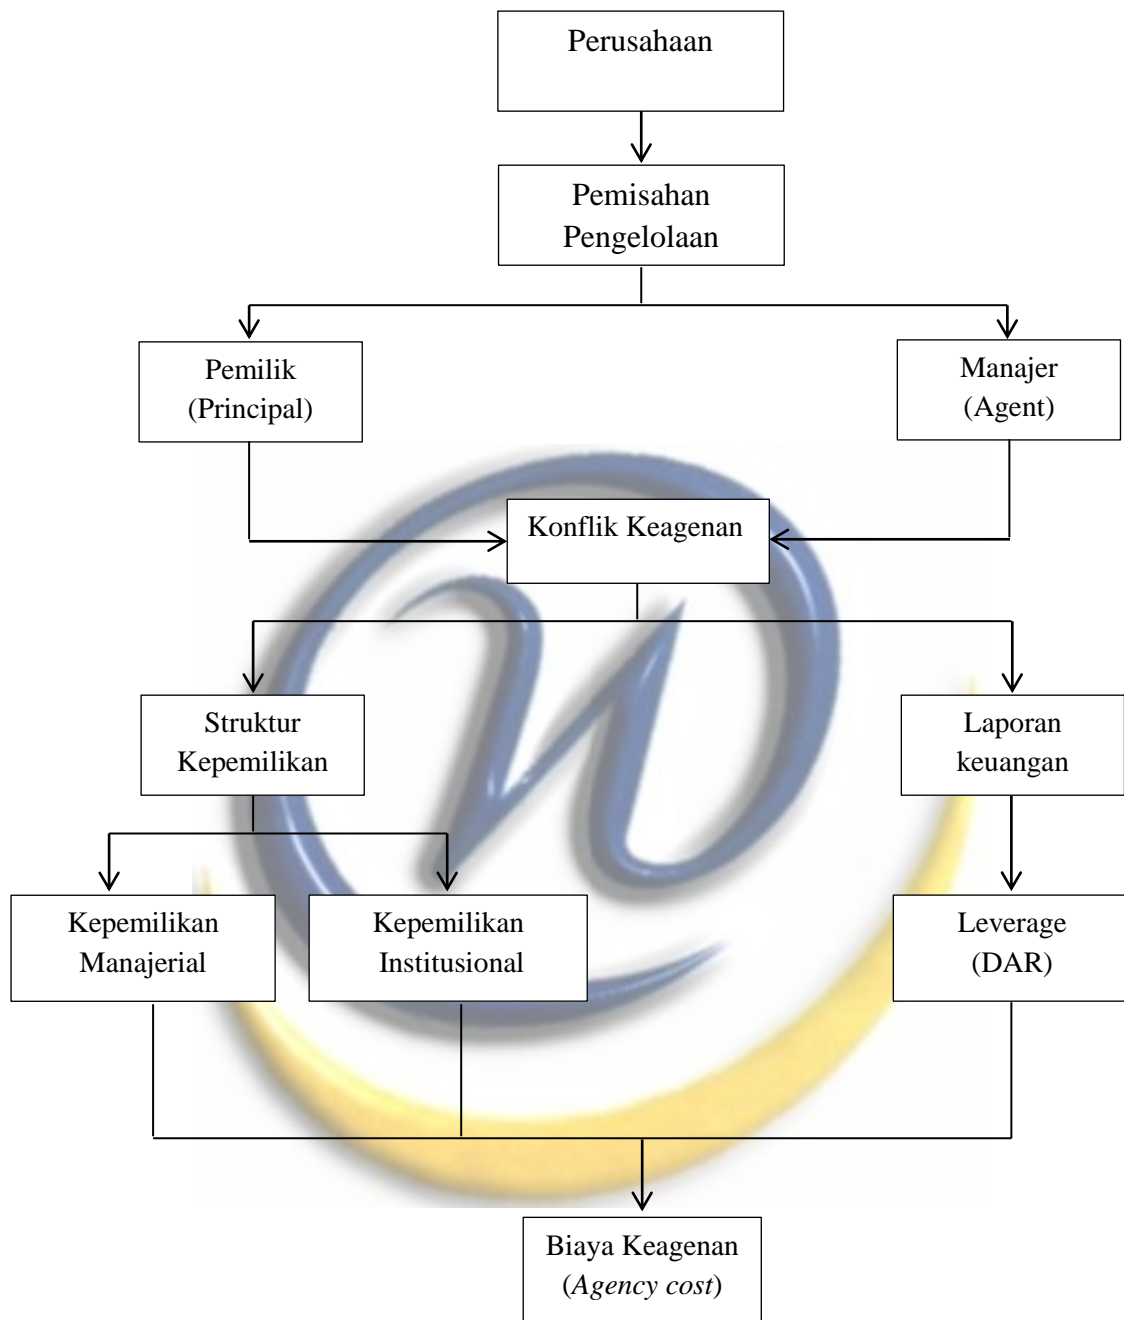 Perusahaan
Pemisahan
Pengelolaan
Pemilik
(Principal)
Manajer
(Agent)
Konflik Keagenan
Struktur
Kepemilikan
Laporan
keuangan
Kepemilikan
Manajerial
Kepemilikan
Institusional
Leverage
(DAR)
Biaya Keagenan
(Agency cost)